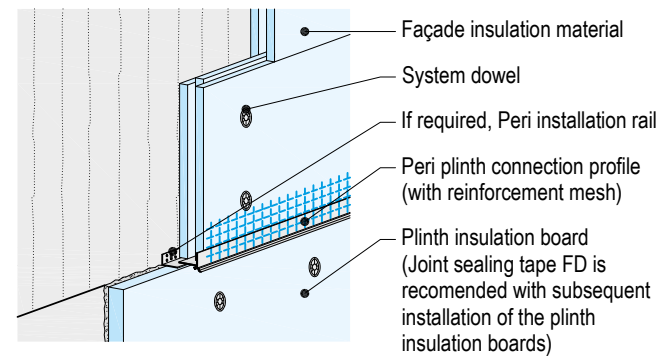 Façade insulation material
System dowel
If required, Peri installation rail
Peri plinth connection profile
(with reinforcement mesh)
Plinth insulation board
(Joint sealing tape FD is
recomended with subsequent
installation of the plinth
insulation boards)